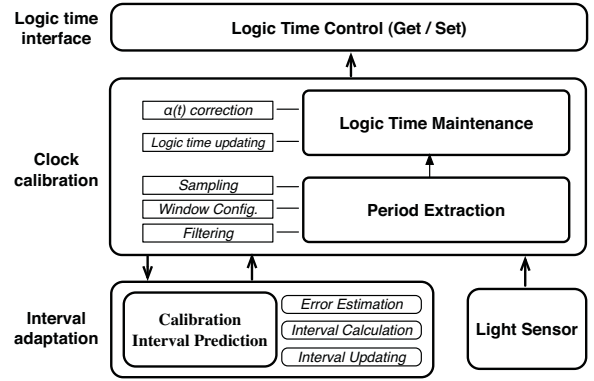 Logic time
interface
Logic Time Control (Get / Set)
Clock
calibration
α(t) correction
Logic time updating
Logic Time Maintenance
Sampling
Window Config.
Filtering
Period Extraction
Interval
adaptation
Calibration
Interval Prediction
Error Estimation
Interval Calculation
Interval Updating
Light Sensor